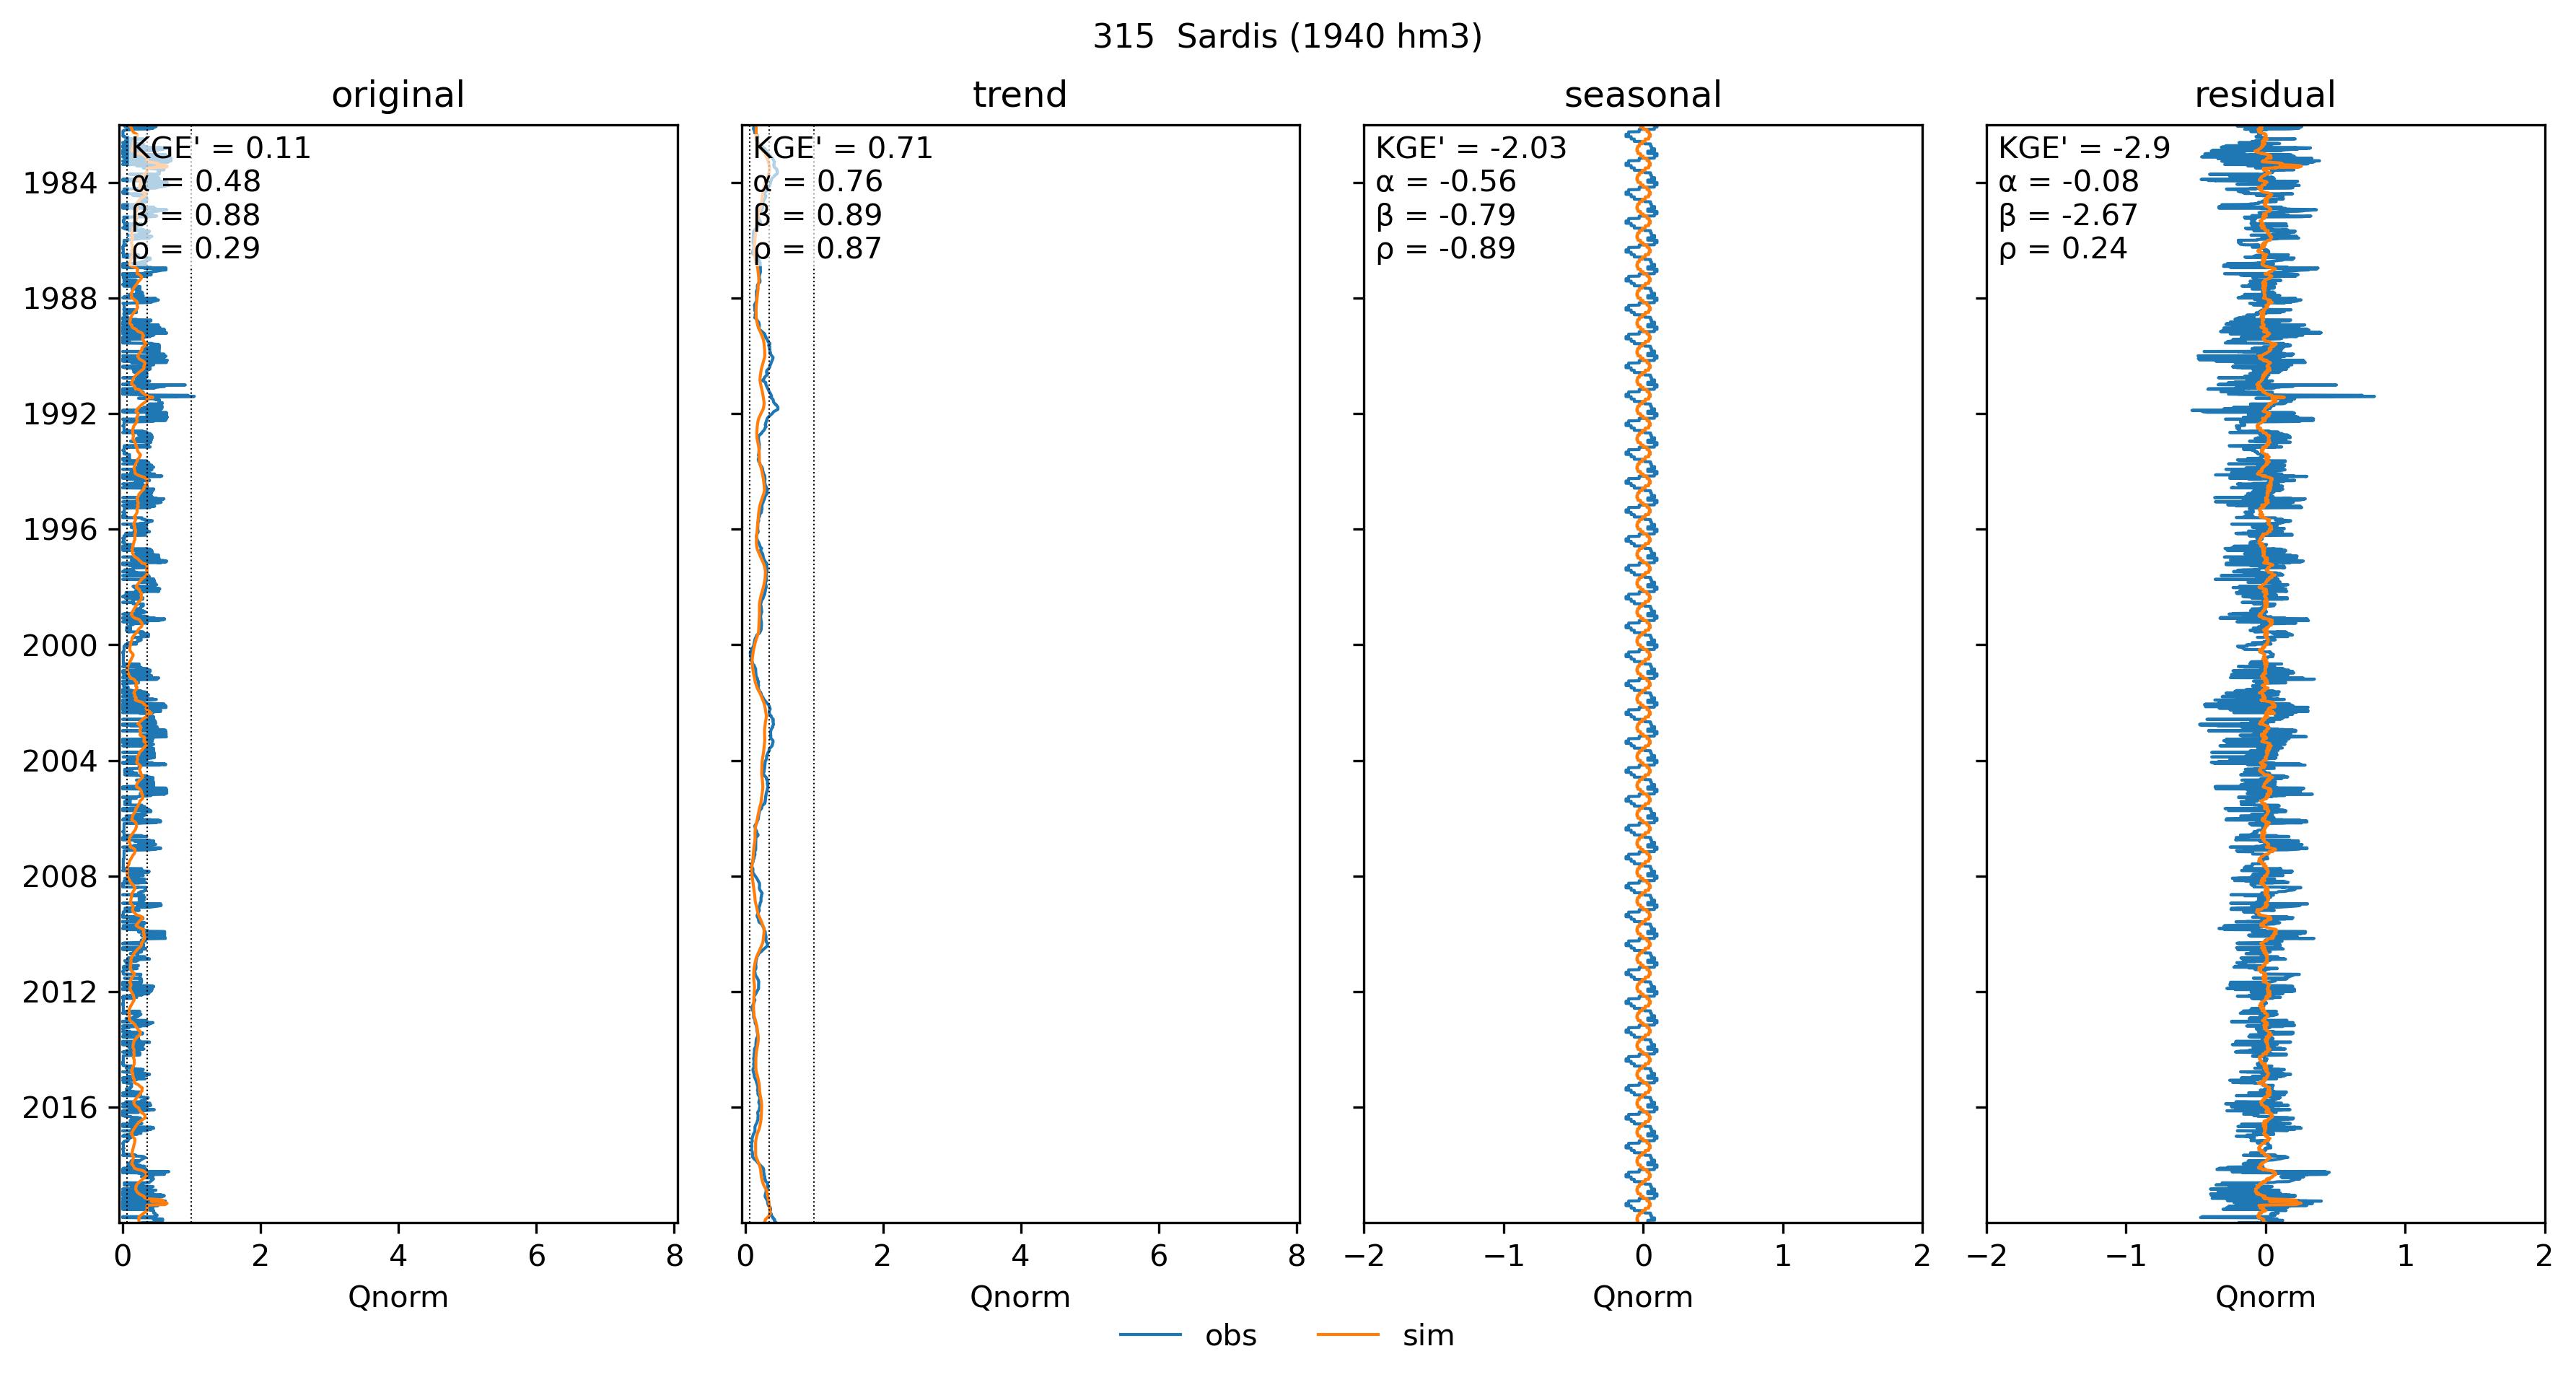 315  Sardis (1940 hm3)
original
trend
seasonal
residual
KGE' = 0.11
α = 0.48
β = 0.88
ρ = 0.29
KGE' = 0.71
α = 0.76
β = 0.89
ρ = 0.87
KGE' = -2.03
α = -0.56
β = -0.79
ρ = -0.89
KGE' = -2.9
α = -0.08
β = -2.67
ρ = 0.24
1984
1988
1992
1996
2000
2004
2008
2012
2016
0 2 4 6 8
0 2 4 6 8
−2 −1 0 1 2
−2 −1 0 1 2
Qnorm
Qnorm
Qnorm
Qnorm
obs
sim